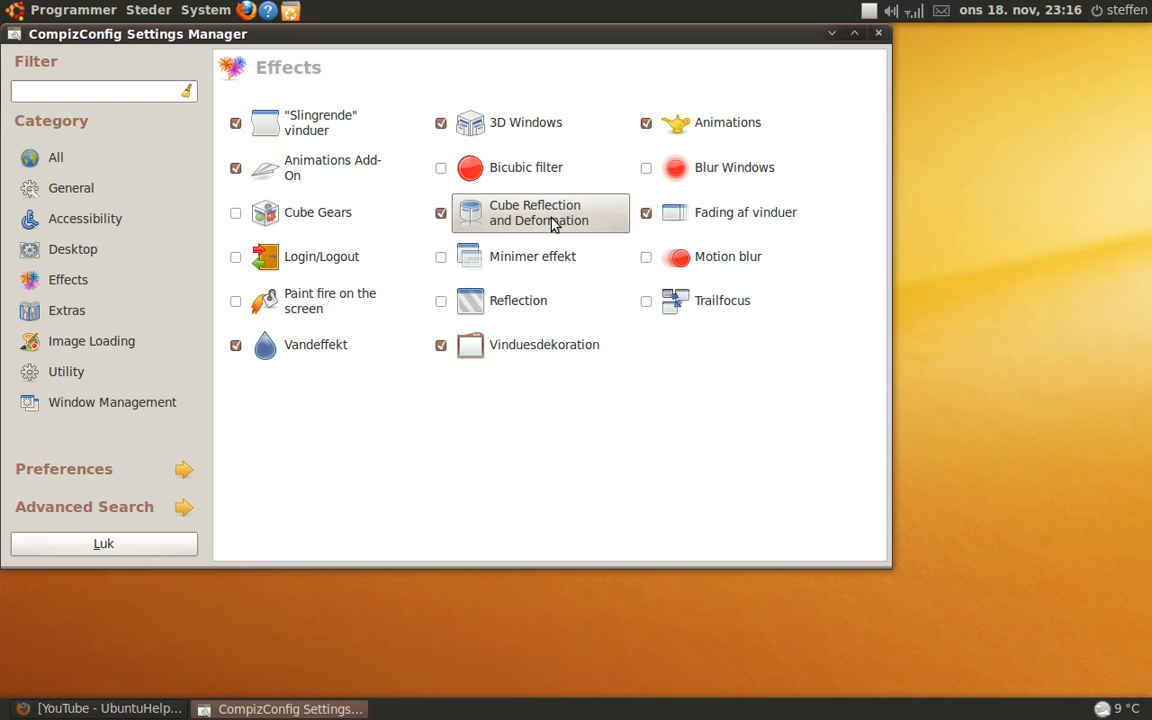 Programmer Steder System ons 18. nov, 23:16 steffen
CompizConfig Settings Manager
Filter
Category
All
General
Accessibility
Desktop
Effects
Extras
Image Loading
Utility
Window Management
Preferences
Advanced Search
Luk
Effects
"Slingrende"
vinduer
3D Windows
Animations
Animations Add-
On
Bicubic filter
Blur Windows
Cube Gears
Cube Reflection
and Deformation
Fading af vinduer
Login/Logout
Minimer effekt
Motion blur
Paint fire on the
screen
Reflection
Trailfocus
Vandeffekt
Vinduesdekoration
[YouTube - UbuntuHelp... CompizConfig Settings... 9 °C